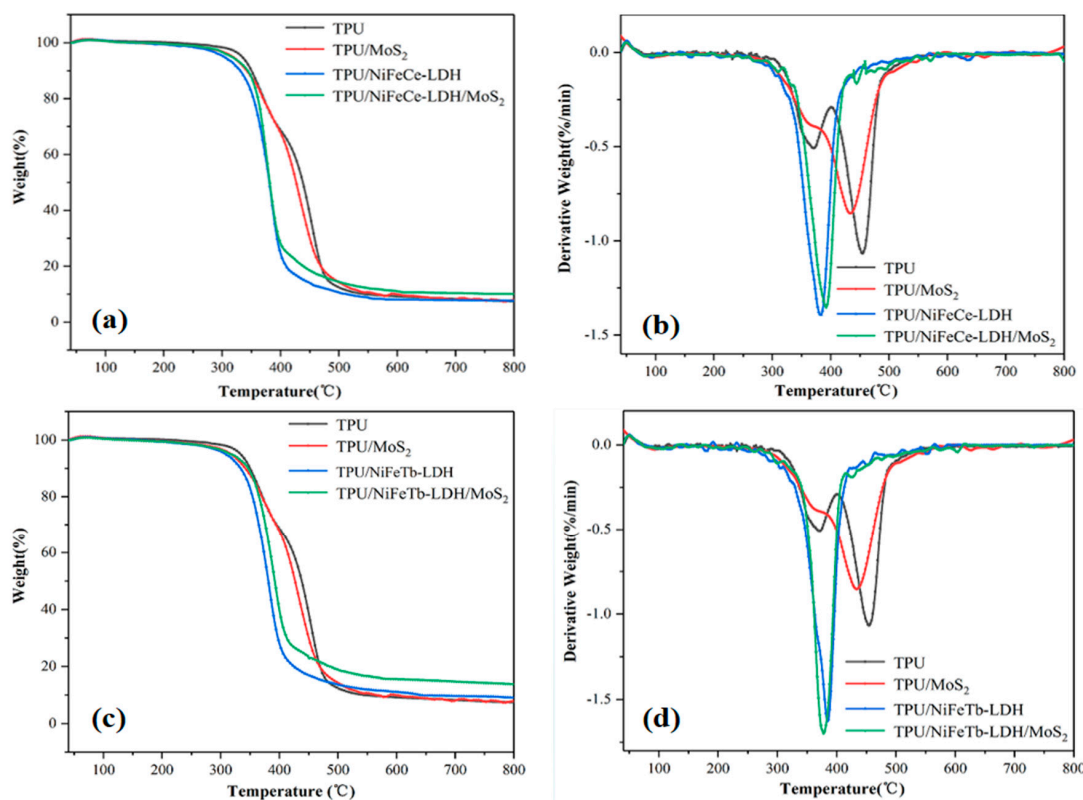 TPU
TPU/MoS₂
TPU/NiFeCe-LDH
TPU/NiFeCe-LDH/MoS₂
Weight(%)
100
80
60
40
20
0
(a)
100 200 300 400 500 600 700 800
Temperature(℃)
Derivative Weight(%/min)
0.0
-0.5
-1.0
-1.5
TPU
TPU/MoS₂
TPU/NiFeCe-LDH
TPU/NiFeCe-LDH/MoS₂
(b)
100 200 300 400 500 600 700 800
Temperature(℃)
TPU
TPU/MoS₂
TPU/NiFeTb-LDH
TPU/NiFeTb-LDH/MoS₂
Weight(%)
100
80
60
40
20
0
(c)
100 200 300 400 500 600 700 800
Temperature (℃)
Derivative Weight(%/min)
0.0
-0.5
-1.0
-1.5
TPU
TPU/MoS₂
TPU/NiFeTb-LDH
TPU/NiFeTb-LDH/MoS₂
(d)
100 200 300 400 500 600 700 800
Temperature(℃)